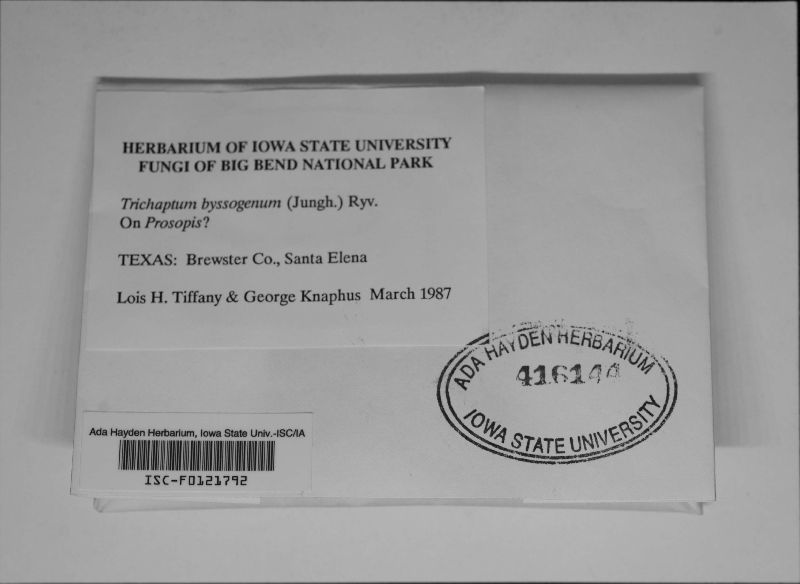 HERBARIUM OF IOWA STATE UNIVERSITY
FUNGI OF BIG BEND NATIONAL PARK
Trichaptum byssogenum (Jungh.) Ryv.
On Prosopis?
TEXAS: Brewster Co., Santa Elena
Lois H. Tiffany & George Knaphus March 1987
ADA HAYDEN HERBARIUM
416144
IOWA STATE UNIVERSITY
Ada Hayden Herbarium, Iowa State Univ.-ISC/IA
ISC-F0121792